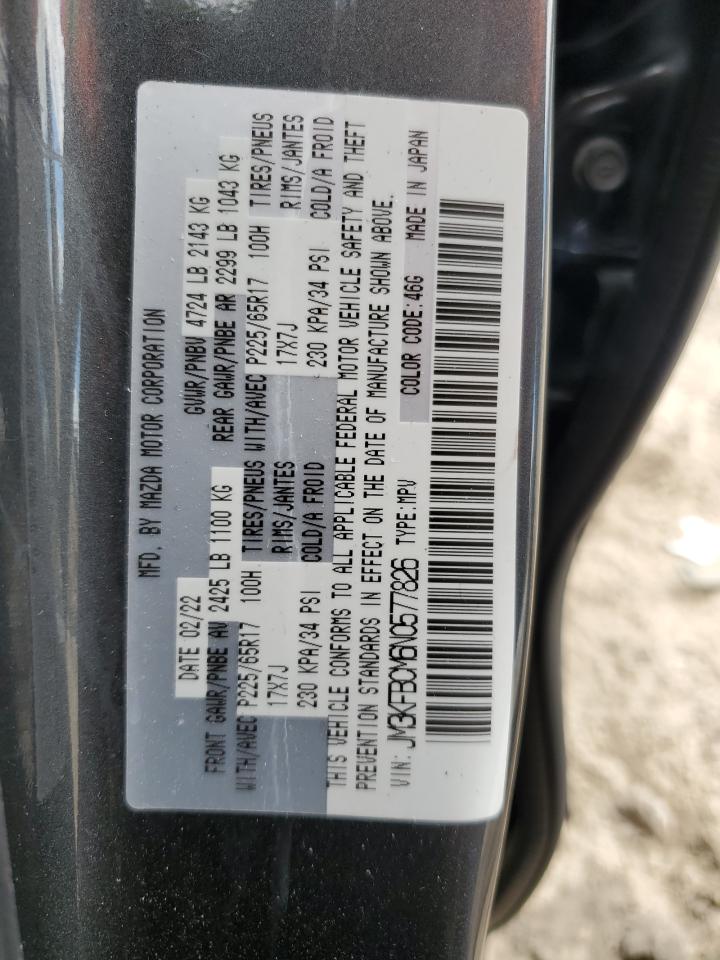 MFD. BY MAZDA MOTOR CORPORATION
DATE 02/22 GVWR/PNBV 4724 LB 2143 KG
FRONT GAWR/PNBE AV 2425 LB 1100 KG REAR GAWR/PNBE AR 2299 LB 1043 KG
WITH/AVEC P225/65R17 100H TIRES/PNEUS WITH/AVEC P225/65R17 100H TIRES/PNEUS
17X7J RIMS/JANTES 17X7J RIMS/JANTES
230 KPA/34 PSI COLD/A FROID 230 KPA/34 PSI COLD/A FROID
THIS VEHICLE CONFORMS TO ALL APPLICABLE FEDERAL MOTOR VEHICLE SAFETY AND THEFT
PREVENTION STANDARDS IN EFFECT ON THE DATE OF MANUFACTURE SHOWN ABOVE.
VIN: JM3KFBCM6N0577826 TYPE:MPV COLOR CODE:46G MADE IN JAPAN